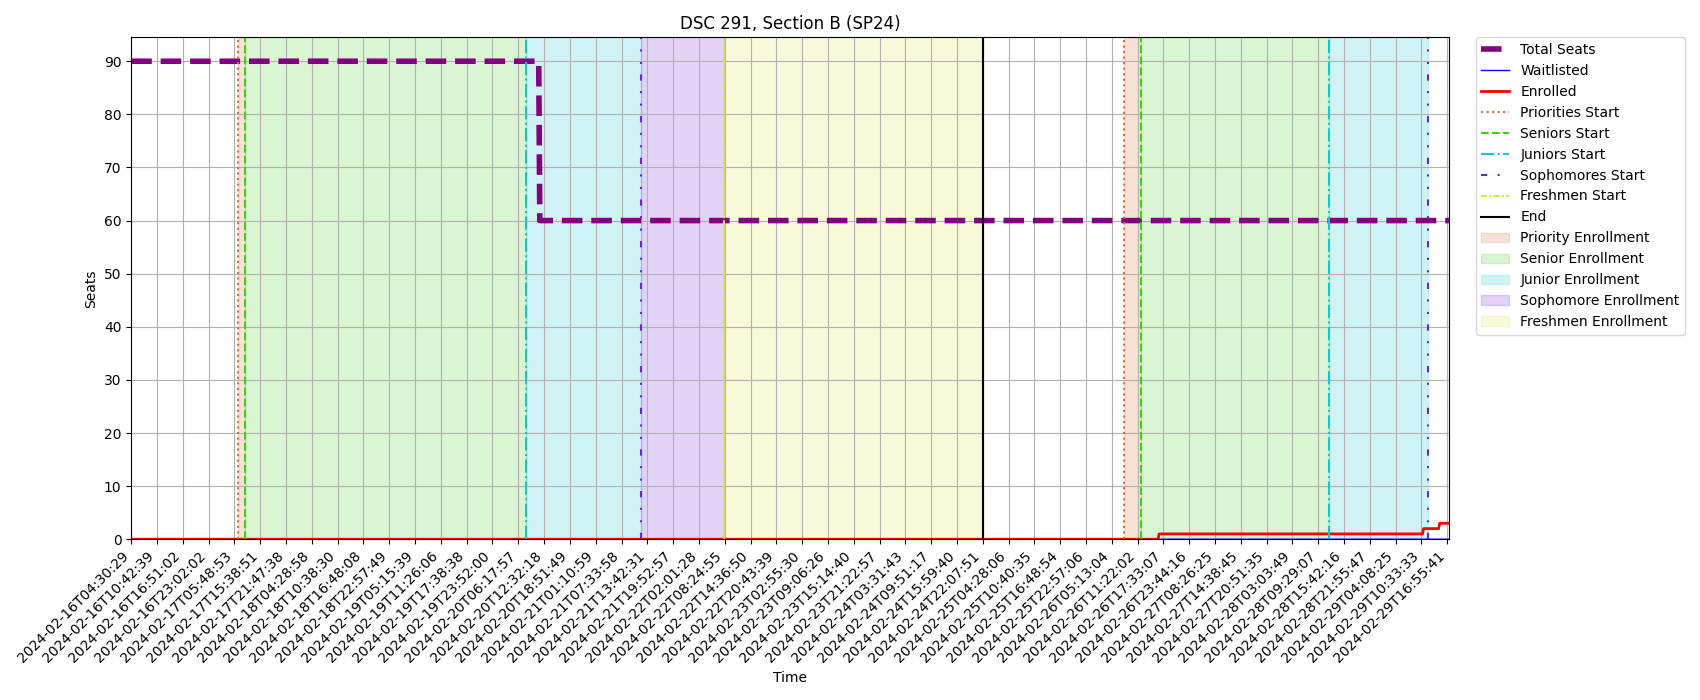 DSC 291, Section B (SP24)
Seats
90
80
70
60
50
40
30
20
10
0
2024-02-16T04:30:29
2024-02-16T10:42:39
2024-02-16T16:51:02
2024-02-16T23:02:02
2024-02-17T05:48:53
2024-02-17T15:38:51
2024-02-17T21:47:38
2024-02-18T04:28:58
2024-02-18T10:38:30
2024-02-18T16:48:08
2024-02-18T22:57:49
2024-02-19T05:15:39
2024-02-19T11:26:06
2024-02-19T17:38:38
2024-02-19T23:52:00
2024-02-20T06:17:57
2024-02-20T12:32:18
2024-02-20T18:51:49
2024-02-21T01:10:59
2024-02-21T07:33:58
2024-02-21T13:42:31
2024-02-21T19:52:57
2024-02-22T02:01:28
2024-02-22T08:24:55
2024-02-22T14:36:50
2024-02-22T20:43:39
2024-02-23T02:55:30
2024-02-23T09:06:26
2024-02-23T15:14:40
2024-02-23T21:22:57
2024-02-24T03:31:43
2024-02-24T09:51:17
2024-02-24T15:59:40
2024-02-24T22:07:51
2024-02-25T04:28:06
2024-02-25T10:40:35
2024-02-25T16:48:54
2024-02-25T22:57:06
2024-02-26T05:13:04
2024-02-26T11:22:02
2024-02-26T17:33:07
2024-02-26T23:44:16
2024-02-27T08:26:25
2024-02-27T14:38:45
2024-02-27T20:51:35
2024-02-28T03:03:49
2024-02-28T09:29:07
2024-02-28T15:42:16
2024-02-28T21:55:47
2024-02-29T04:08:25
2024-02-29T10:33:33
2024-02-29T16:55:41
Time
Total Seats
Waitlisted
Enrolled
Priorities Start
Seniors Start
Juniors Start
Sophomores Start
Freshmen Start
End
Priority Enrollment
Senior Enrollment
Junior Enrollment
Sophomore Enrollment
Freshmen Enrollment